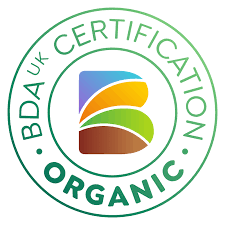 BDA UK CERTIFICATION
• ORGANIC •
B